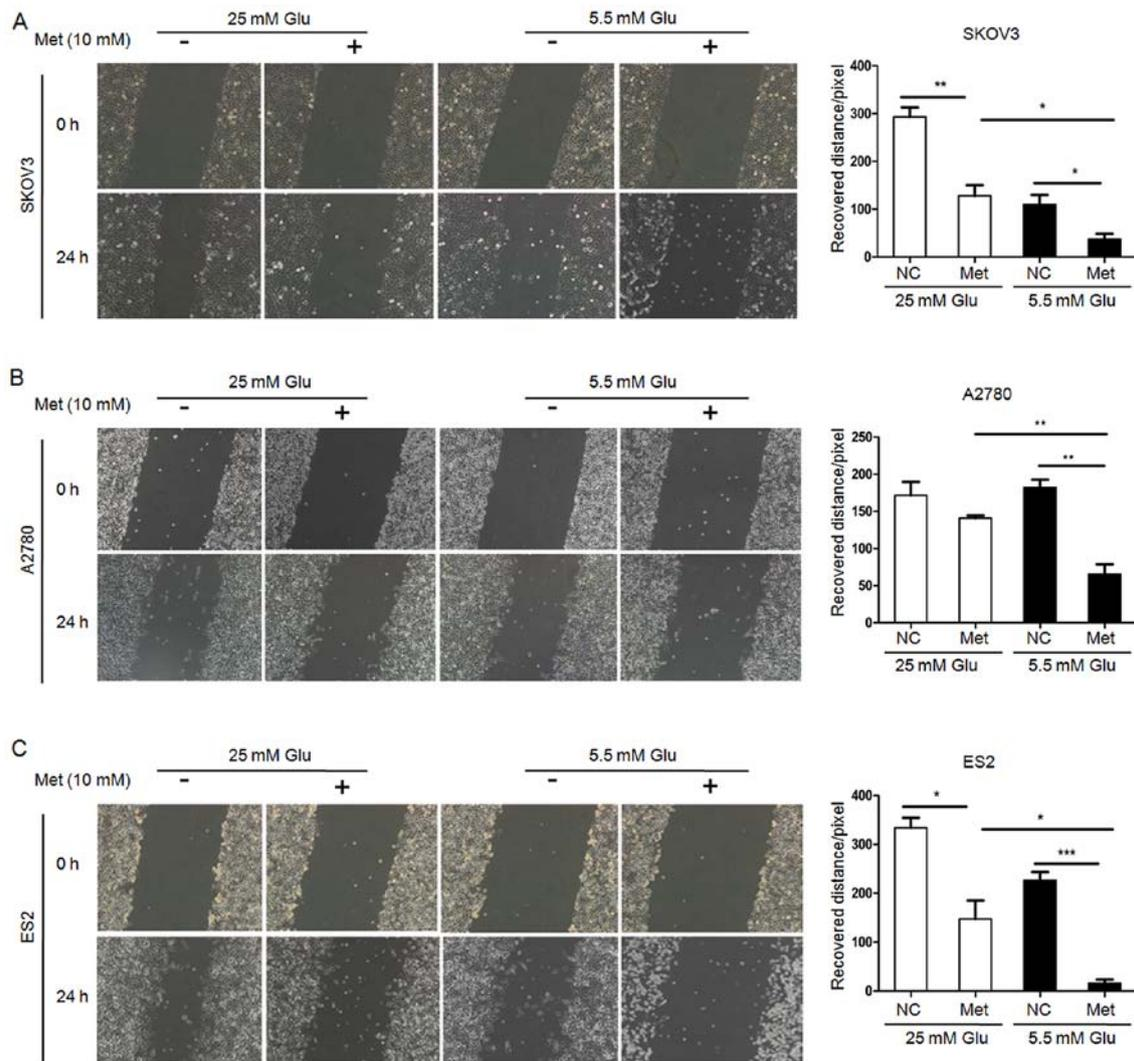 A
25 mM Glu
5.5 mM Glu
Met (10 mM)
-
+
-
+
SKOV3
0 h
24 h
SKOV3
Recovered distance/pixel
400
300
200
100
0
**
*
*
NC
Met
NC
Met
25 mM Glu
5.5 mM Glu
B
25 mM Glu
5.5 mM Glu
Met (10 mM)
-
+
-
+
A2780
0 h
24 h
A2780
Recovered distance/pixel
250
200
150
100
50
0
**
**
NC
Met
NC
Met
25 mM Glu
5.5 mM Glu
C
25 mM Glu
5.5 mM Glu
Met (10 mM)
-
+
-
+
ES2
0 h
24 h
ES2
Recovered distance/pixel
400
300
200
100
0
*
*
***
NC
Met
NC
Met
25 mM Glu
5.5 mM Glu